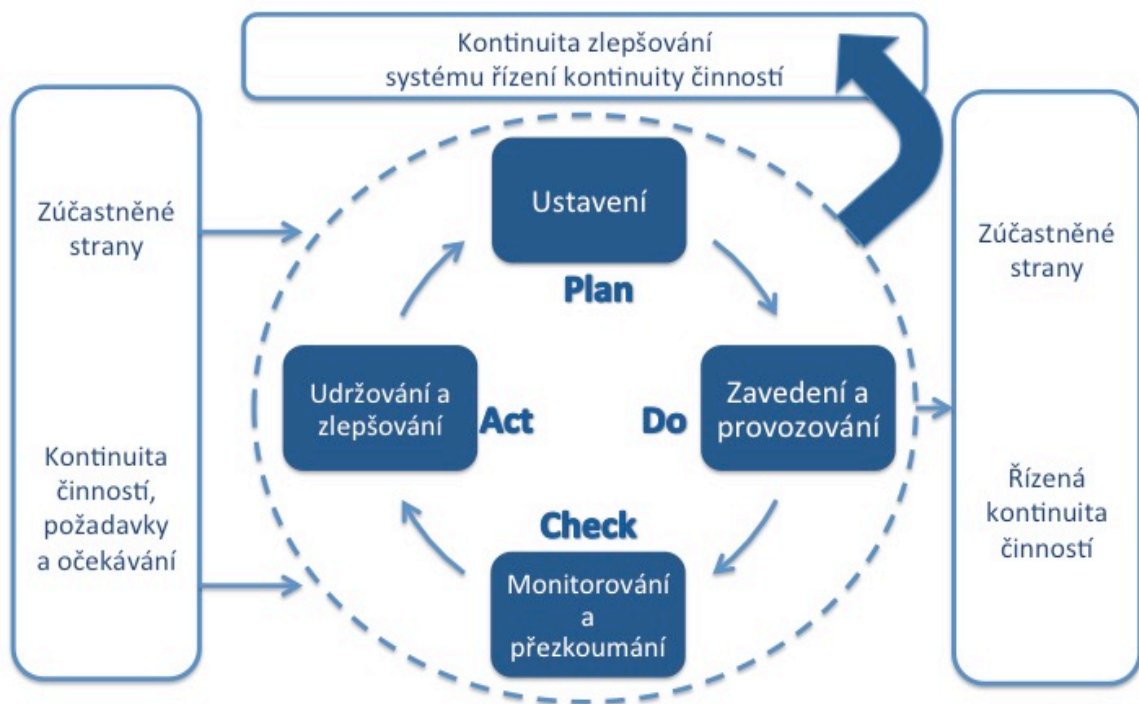 Kontinuita zlepšování
systému řízení kontinuity činností
Zúčastněné
strany
Kontinuita
činností,
požadavky
a očekávání
Ustavení
Plan
Udržování a
zlepšování
Act
Do
Zavedení a
provozování
Check
Monitorování
a
přezkoumání
Zúčastněné
strany
Řízená
kontinuita
činností